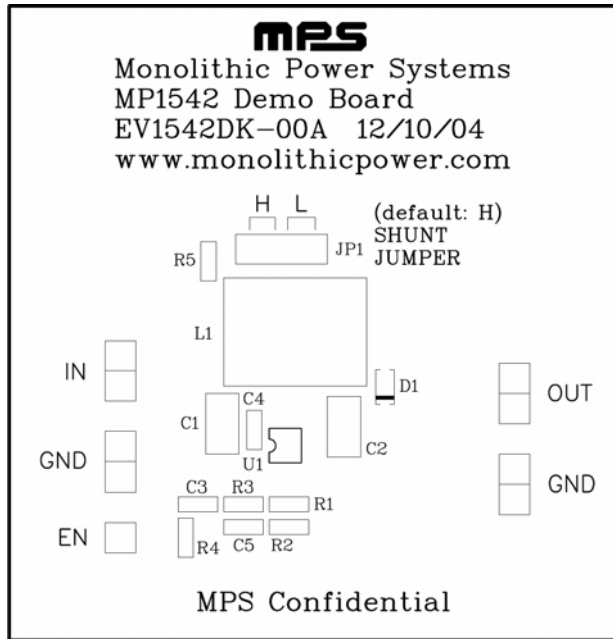 mps
Monolithic Power Systems
MP1542 Demo Board
EV1542DK-00A 12/10/04
www.monolithicpower.com
H L
(default: H)
SHUNT
JUMPER
JP1
R5
L1
IN
D1
OUT
C4
C1
C2
GND
U1
GND
C3 R3 R1
EN
R4 C5 R2
MPS Confidential